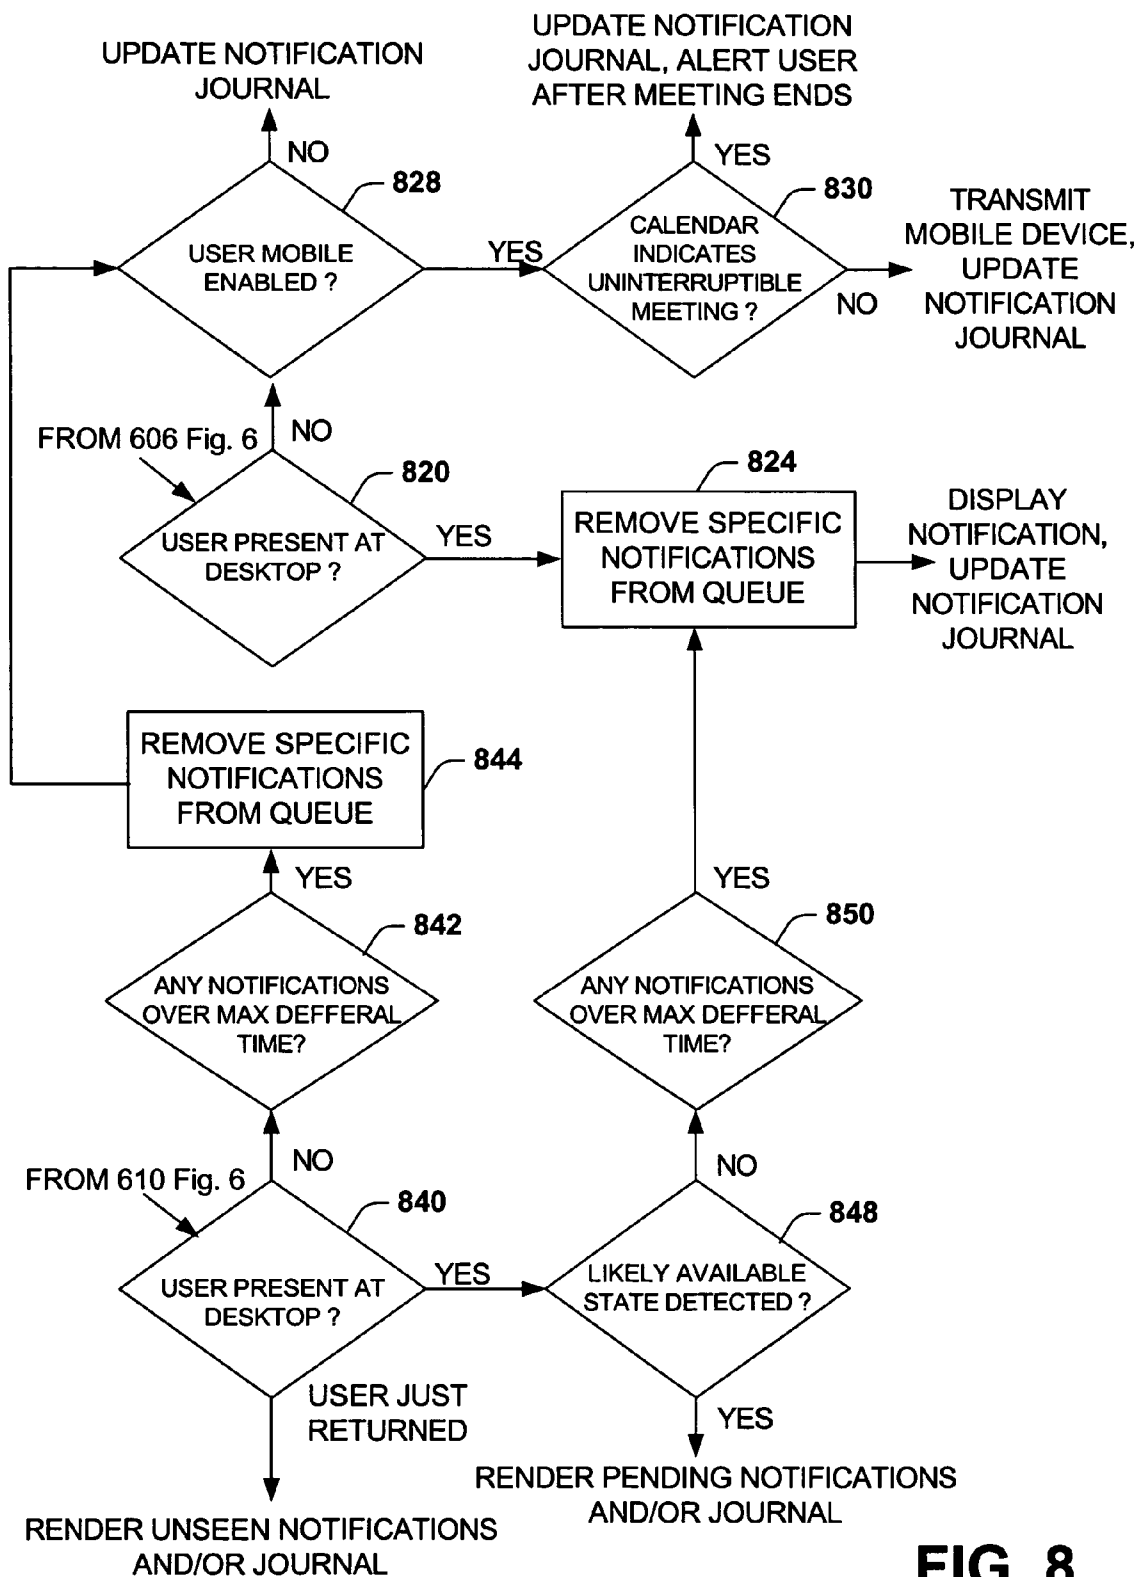 UPDATE NOTIFICATION
JOURNAL
UPDATE NOTIFICATION
JOURNAL, ALERT USER
AFTER MEETING ENDS
NO
YES
828
830
USER MOBILE
ENABLED ?
YES
CALENDAR
INDICATES
UNINTERRUPTIBLE
MEETING ?
NO
TRANSMIT
MOBILE DEVICE,
UPDATE
NOTIFICATION
JOURNAL
FROM 606 Fig. 6
NO
820
824
USER PRESENT AT
DESKTOP ?
YES
REMOVE SPECIFIC
NOTIFICATIONS
FROM QUEUE
DISPLAY
NOTIFICATION,
UPDATE
NOTIFICATION
JOURNAL
REMOVE SPECIFIC
NOTIFICATIONS
FROM QUEUE
844
YES
YES
842
850
ANY NOTIFICATIONS
OVER MAX DEFFERAL
TIME?
ANY NOTIFICATIONS
OVER MAX DEFFERAL
TIME?
FROM 610 Fig. 6
NO
NO
840
848
USER PRESENT AT
DESKTOP ?
YES
LIKELY AVAILABLE
STATE DETECTED ?
USER JUST
RETURNED
YES
RENDER UNSEEN NOTIFICATIONS
AND/OR JOURNAL
RENDER PENDING NOTIFICATIONS
AND/OR JOURNAL
FIG. 8